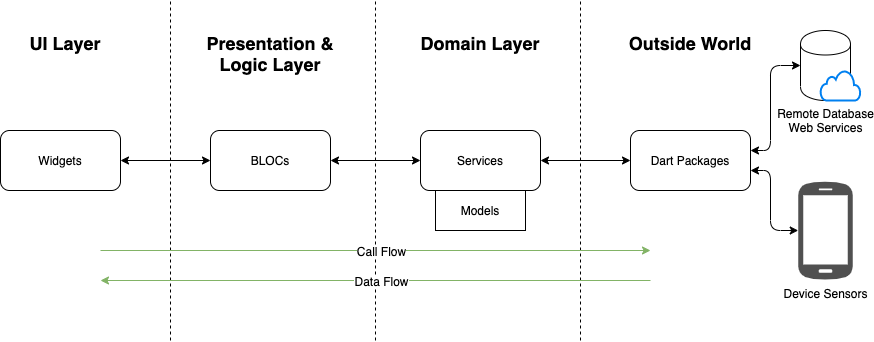 UI Layer
Presentation &
Logic Layer
Domain Layer
Outside World
Remote Database
Web Services
Widgets
BLOCs
Services
Dart Packages
Models
Call Flow
Data Flow
Device Sensors